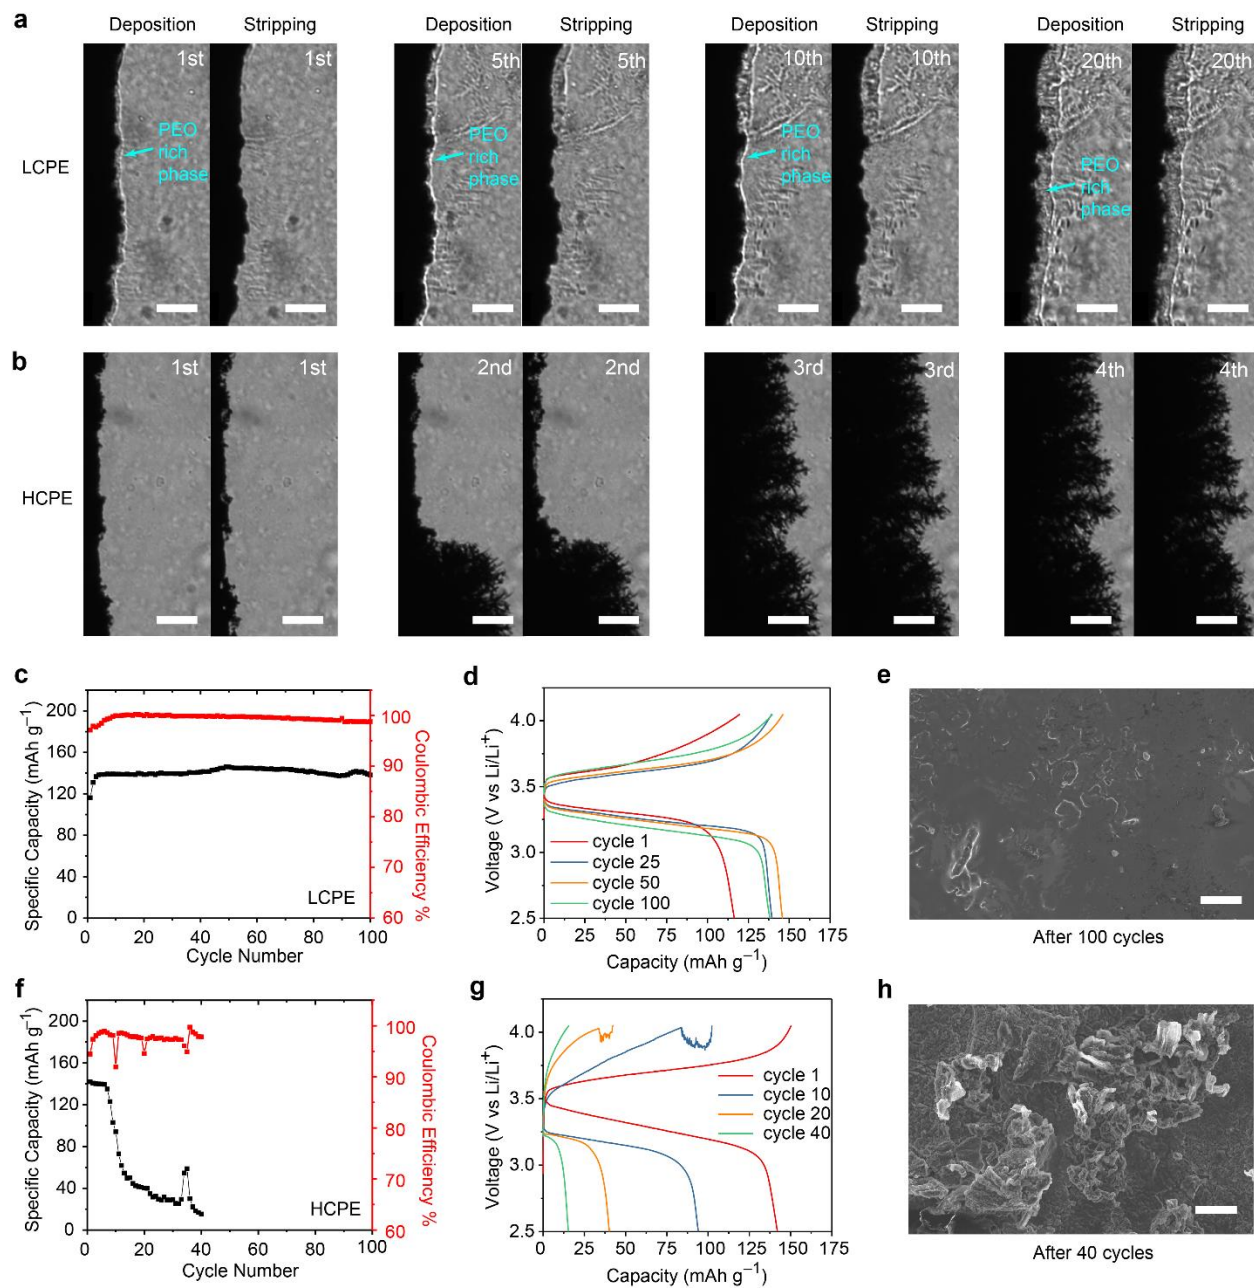 a
Deposition Stripping Deposition Stripping Deposition Stripping Deposition Stripping
1st 1st 5th 5th 10th 10th 20th 20th
LCPE
PEO
rich
phase
PEO
rich
phase
PEO
rich
phase
PEO
rich
phase
b
1st 1st 2nd 2nd 3rd 3rd 4th 4th
HCPE
c
Specific Capacity (mAh g⁻¹)
200
160
120
80
40
0
0 20 40 60 80 100
Cycle Number
LCPE
100
90
80
70
60
Coulombic Efficiency %
d
Voltage (V vs Li/Li⁺)
4.0
3.5
3.0
2.5
cycle 1
cycle 25
cycle 50
cycle 100
0 25 50 75 100 125 150 175
Capacity (mAh g⁻¹)
e
After 100 cycles
f
Specific Capacity (mAh g⁻¹)
200
160
120
80
40
0
0 20 40 60 80 100
Cycle Number
HCPE
100
90
80
70
60
Coulombic Efficiency %
g
Voltage (V vs Li/Li⁺)
4.0
3.5
3.0
2.5
cycle 1
cycle 10
cycle 20
cycle 40
0 25 50 75 100 125 150 175
Capacity (mAh g⁻¹)
h
After 40 cycles